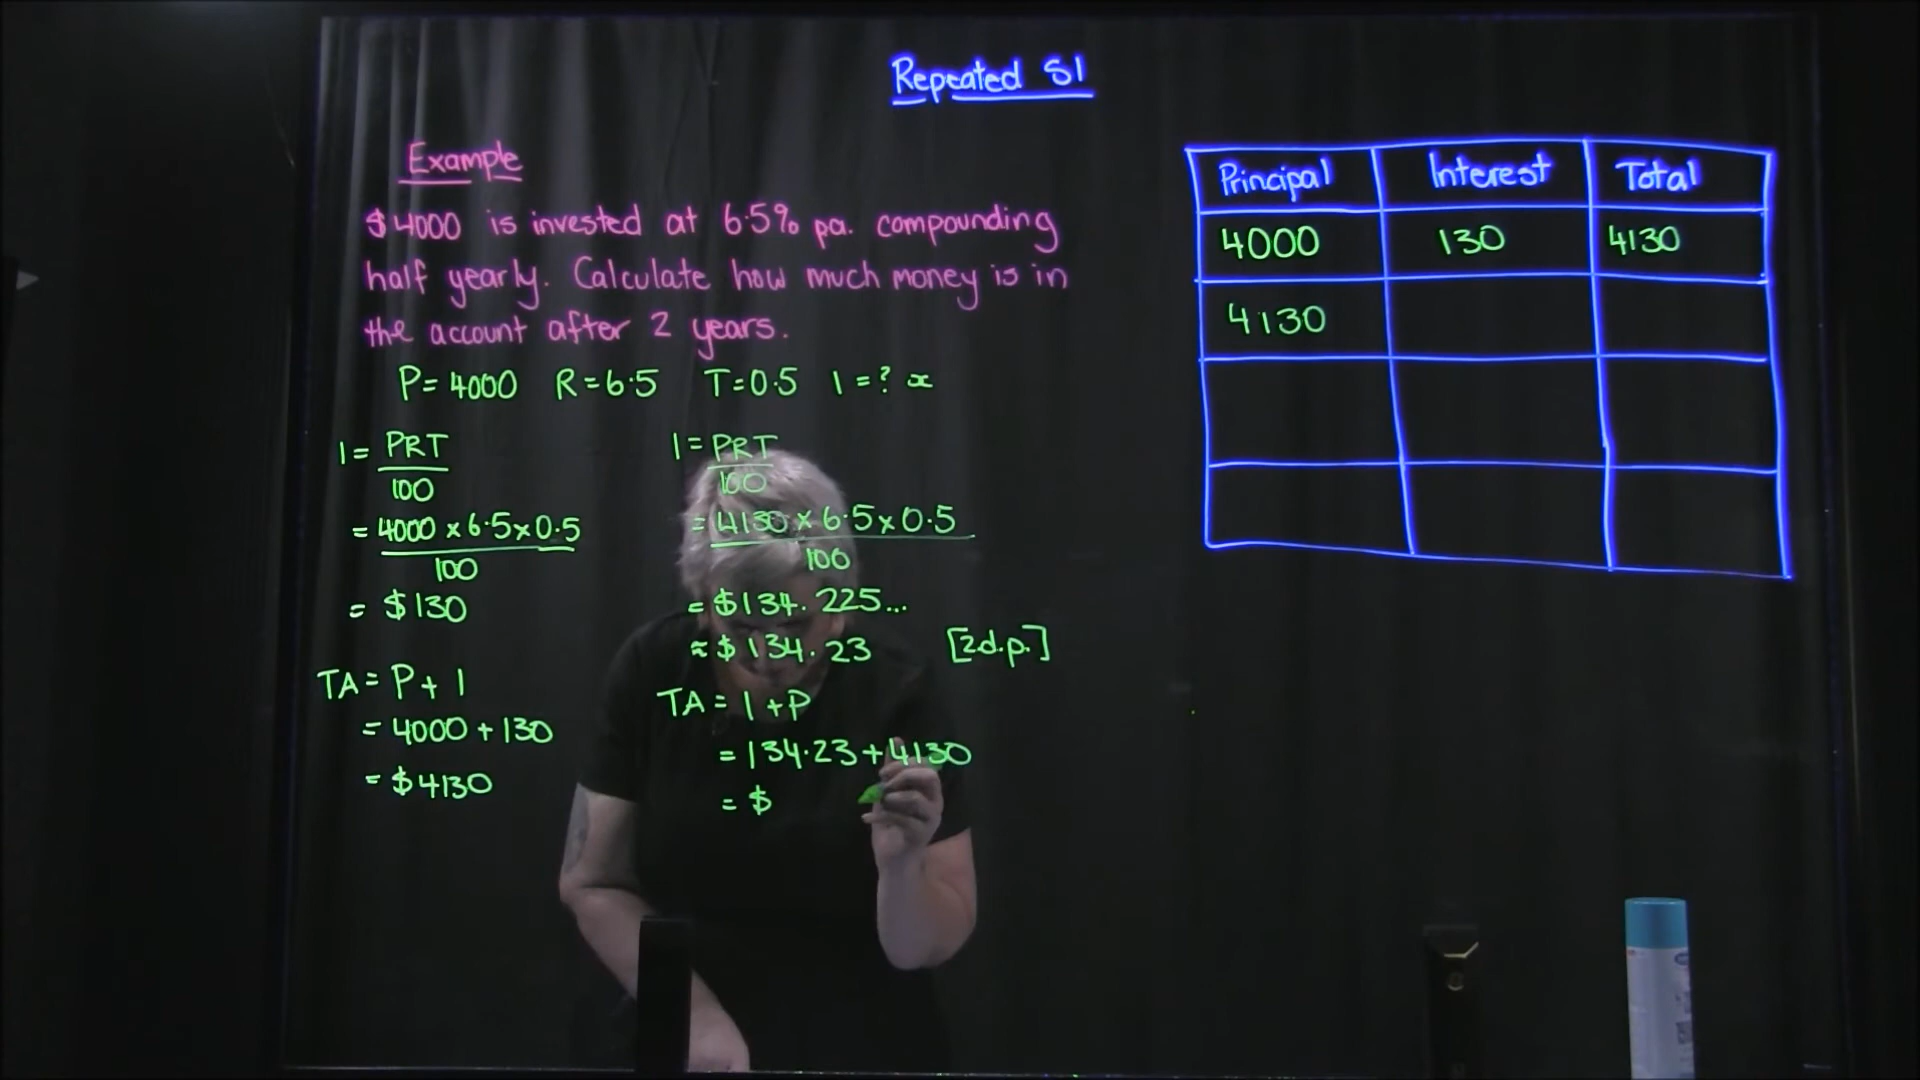 Repeated SI
Example
$4000 is invested at 6.5% pa. compounding
half yearly. Calculate how much money is in
the account after 2 years.
P = 4000 R = 6.5 T = 0.5 I = ? x
I = PRT
100
= 4000 x 6.5 x 0.5
100
= $130
TA = P + I
= 4000 + 130
= $4130
I = PRT
100
= 4130 x 6.5 x 0.5
100
= $134.225...
≈ $134.23 [2d.p.]
TA = I + P
= 134.23 + 4130
= $
Principal Interest Total
4000 130 4130
4130